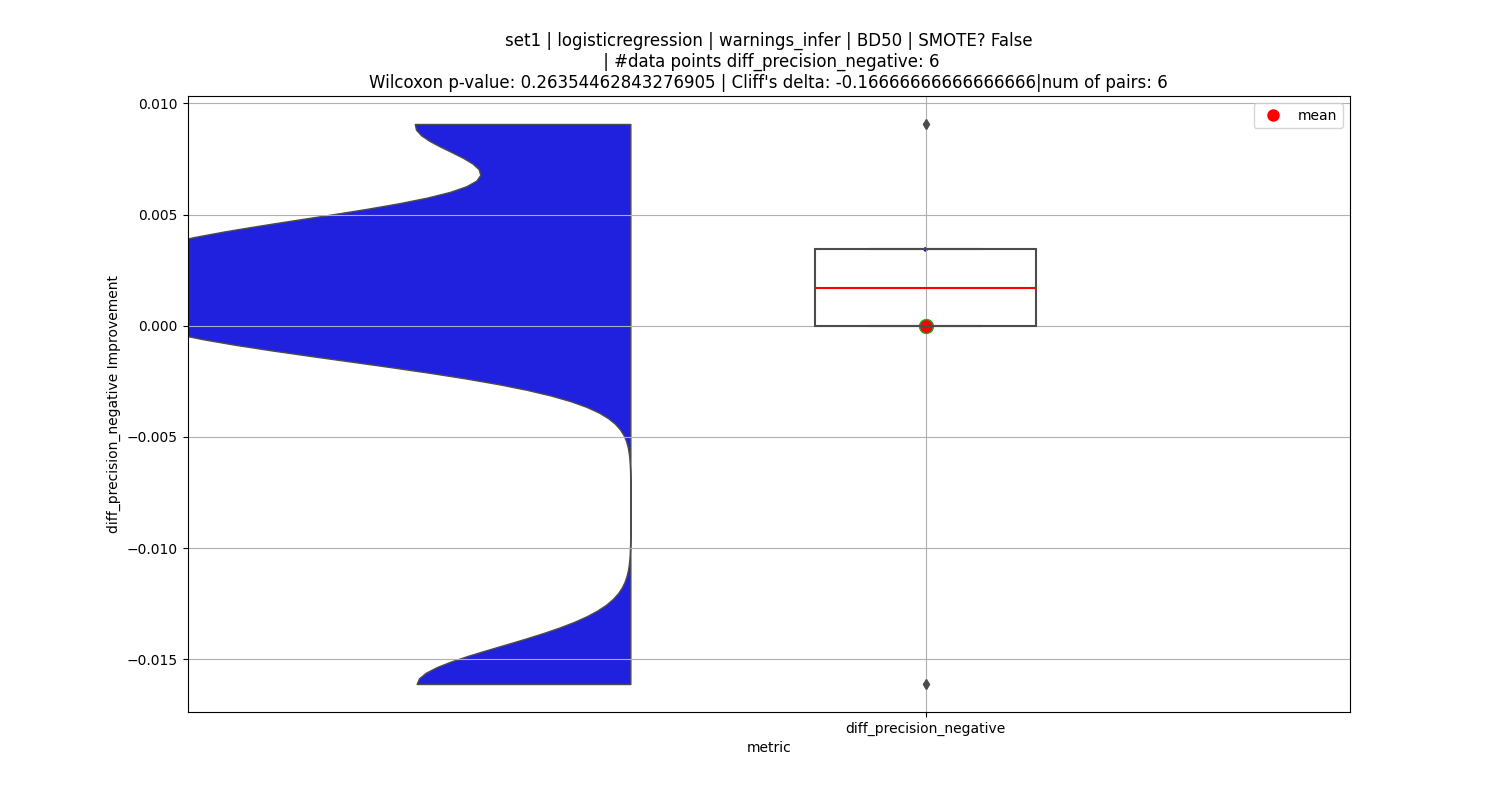 set1 | logisticregression | warnings_infer | BD50 | SMOTE? False
| #data points diff_precision_negative: 6
Wilcoxon p-value: 0.26354462843276905 | Cliff's delta: -0.16666666666666666|num of pairs: 6
mean
0.010
0.005
0.000
−0.005
−0.010
−0.015
diff_precision_negative Improvement
diff_precision_negative
metric